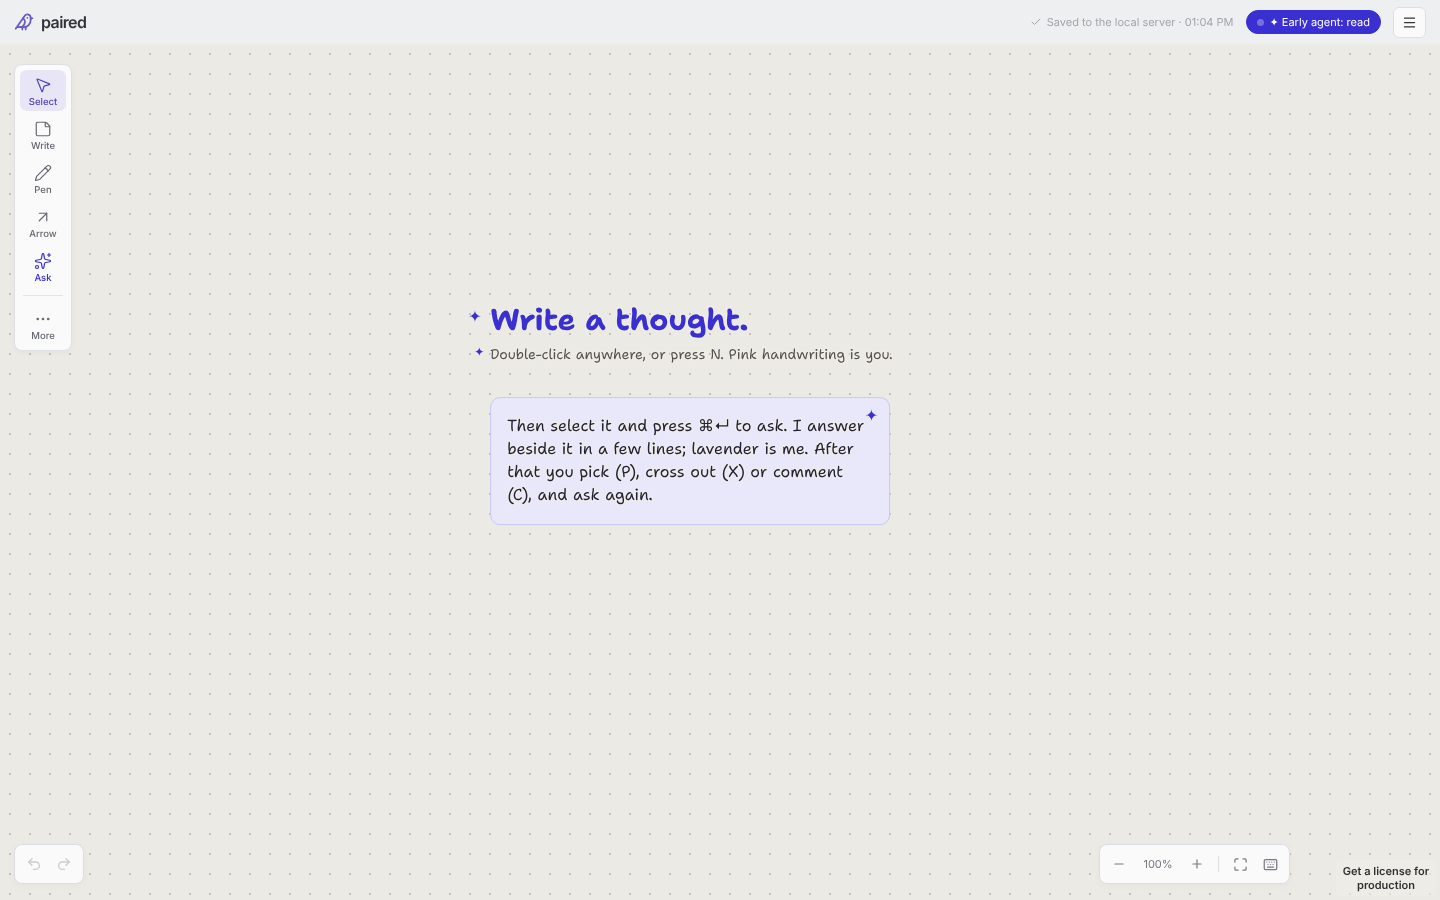 paired
Saved to the local server · 01:04 PM
✦ Early agent: read
Select
Write
Pen
Arrow
Ask
More
✦ Write a thought.
✦ Double-click anywhere, or press N. Pink handwriting is you.
Then select it and press ⌘↵ to ask. I answer
beside it in a few lines; lavender is me. After
that you pick (P), cross out (X) or comment
(C), and ask again.
100%
Get a license for
production